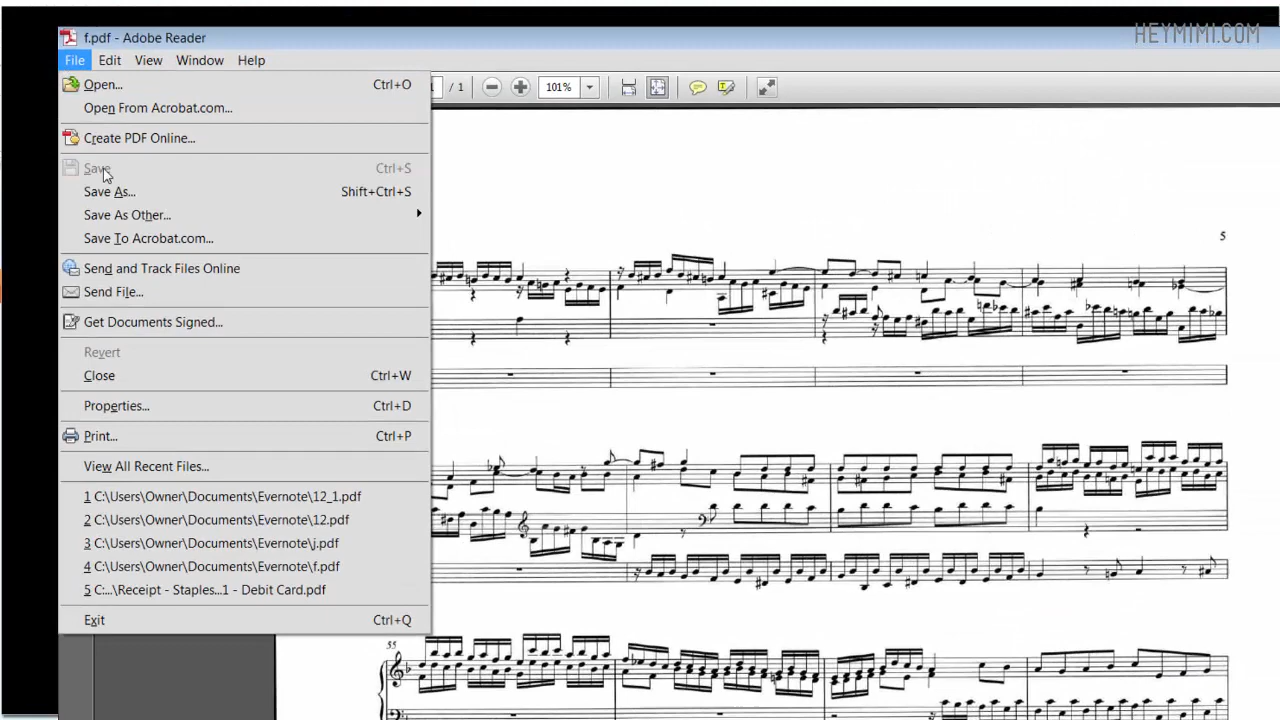 HEYMIMI.COM
f.pdf - Adobe Reader
File Edit View Window Help
/ 1 101%
Open... Ctrl+O
Open From Acrobat.com...
Create PDF Online...
Save Ctrl+S
Save As... Shift+Ctrl+S
Save As Other...
Save To Acrobat.com...
Send and Track Files Online
Send File...
Get Documents Signed...
Revert
Close Ctrl+W
Properties... Ctrl+D
Print... Ctrl+P
View All Recent Files...
1 C:\Users\Owner\Documents\Evernote\12_1.pdf
2 C:\Users\Owner\Documents\Evernote\12.pdf
3 C:\Users\Owner\Documents\Evernote\j.pdf
4 C:\Users\Owner\Documents\Evernote\f.pdf
5 C:...\Receipt - Staples...1 - Debit Card.pdf
Exit Ctrl+Q
5
55